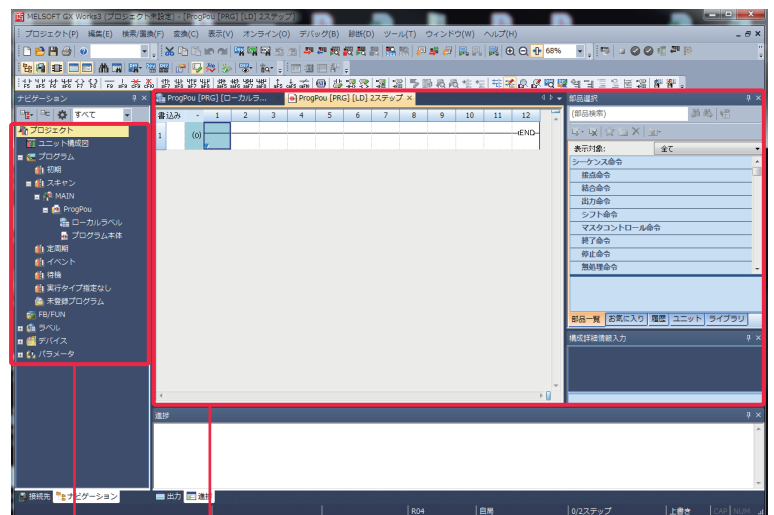 MELSOFT GX Works3 (プロジェクト未設定) - [ProgPou [PRG] [LD] 2ステップ]
プロジェクト(P) 編集(E) 検索/置換(F) 変換(C) 表示(V) オンライン(O) デバッグ(B) 診断(D) ツール(T) ウィンドウ(W) ヘルプ(H)
68%
ナビゲーション
すべて
プロジェクト
ユニット構成図
プログラム
初期
スキャン
MAIN
ProgPou
ローカルラベル
プログラム本体
定周期
イベント
待機
実行タイプ指定なし
未登録プログラム
FB/FUN
ラベル
デバイス
パラメータ
接続先 ナビゲーション
ProgPou [PRG] [ローカルラ... ProgPou [PRG] [LD] 2ステップ
書込み 1 2 3 4 5 6 7 8 9 10 11 12
1 (0) END
部品選択
(部品検索)
表示対象: 全て
シーケンス命令
接点命令
結合命令
出力命令
シフト命令
マスタコントロール命令
終了命令
停止命令
無処理命令
部品一覧 お気に入り 履歴 ユニット ライブラリ
構成詳細情報入力
進捗
出力 進捗
R04 自局 0/2ステップ 上書き CAP NUM